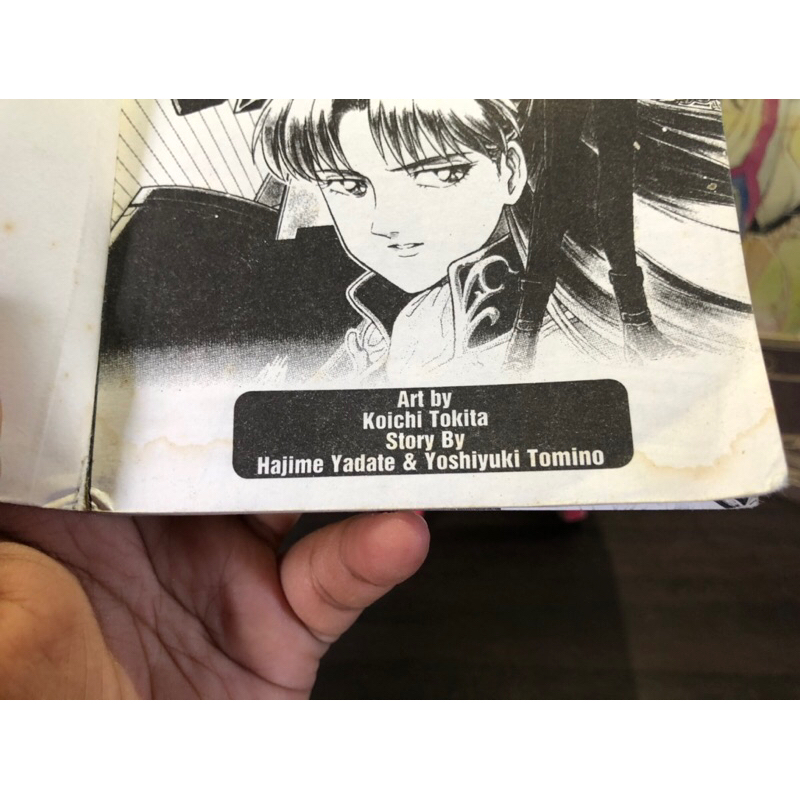 Art by
Koichi Tokita
Story By
Hajime Yadate & Yoshiyuki Tomino